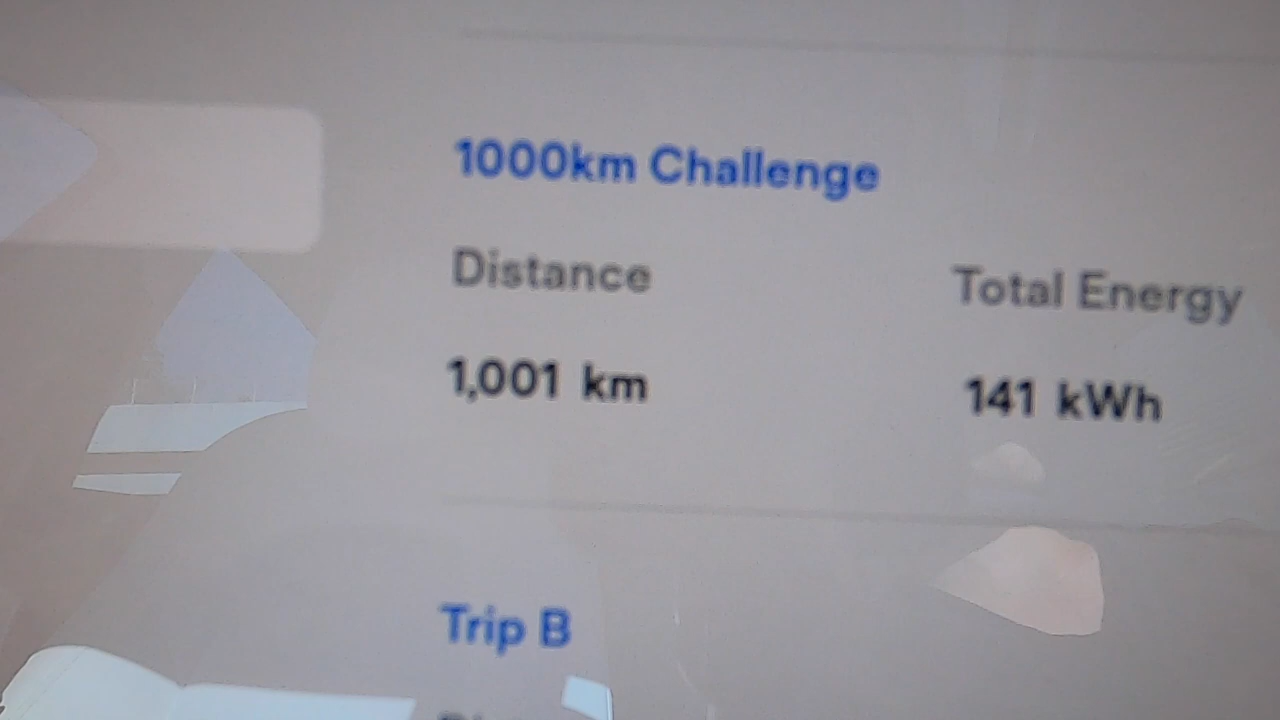 1000km Challenge
Distance Total Energy
1,001 km 141 kWh
Trip B